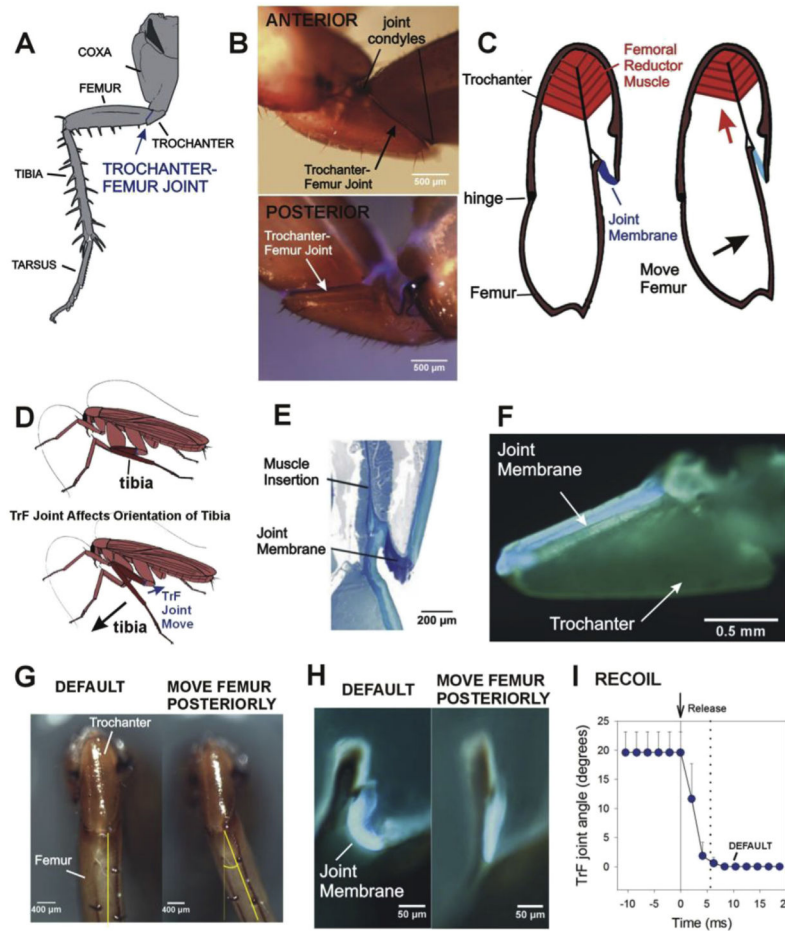 A
COXA
FEMUR
TROCHANTER
TROCHANTER-
FEMUR JOINT
TIBIA
TARSUS
B
ANTERIOR
joint
condyles
Trochanter-
Femur Joint
500 µm
POSTERIOR
Trochanter-
Femur Joint
500 µm
C
Trochanter
Femoral
Reductor
Muscle
hinge
Joint
Membrane
Femur
Move
Femur
D
tibia
TrF Joint Affects Orientation of Tibia
TrF
Joint
Move
tibia
E
Muscle
Insertion
Joint
Membrane
200 µm
F
Joint
Membrane
Trochanter
0.5 mm
G
DEFAULT
MOVE FEMUR
POSTERIORLY
Trochanter
Femur
400 µm
400 µm
H
DEFAULT
MOVE FEMUR
POSTERIORLY
Joint
Membrane
50 µm
50 µm
I RECOIL
Release
TrF joint angle (degrees)
25
20
15
10
5
0
DEFAULT
-10 -5 0 5 10 15 2
Time (ms)